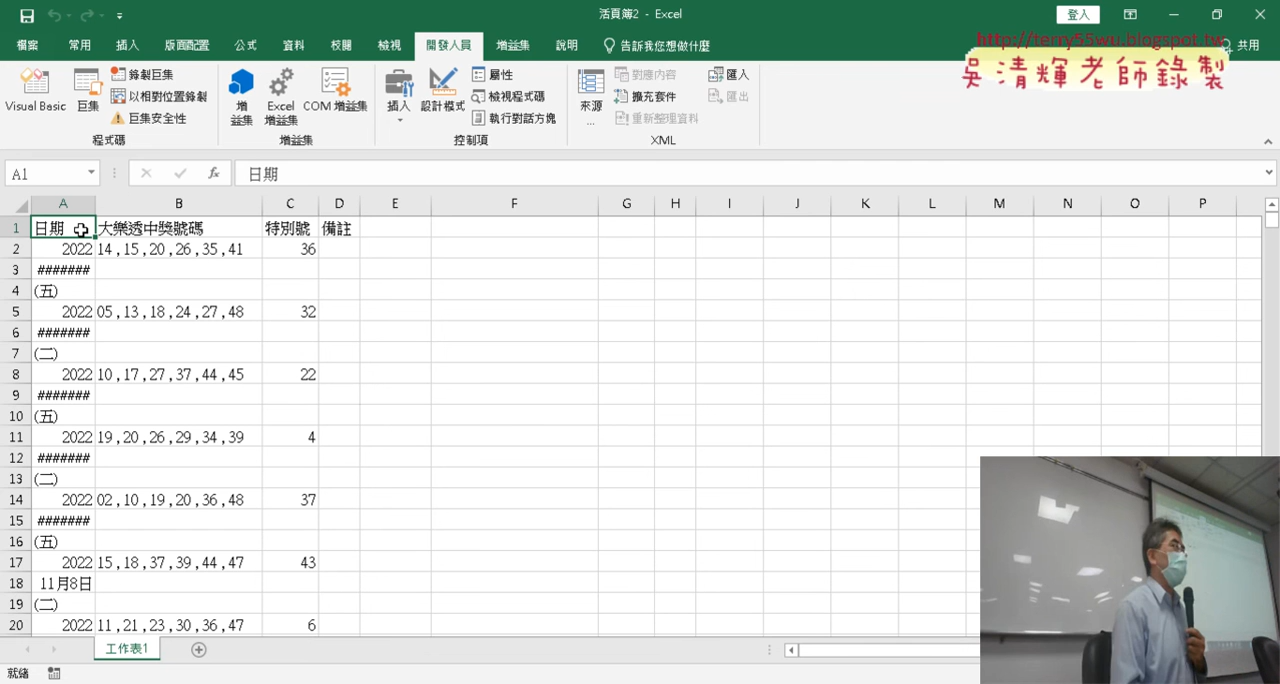 活頁簿2 - Excel
登入
檔案 常用 插入 版面配置 公式 資料 校閱 檢視 開發人員 增益集 說明 告訴我您想做什麼 共用
http://terry55wu.blogspot.tw
吳清輝老師錄製
Visual Basic
巨集
錄製巨集
以相對位置錄製
巨集安全性
程式碼
增益集
Excel 增益集
COM 增益集
增益集
插入
設計模式
屬性
檢視程式碼
執行對話方塊
控制項
來源
...
對應內容
擴充套件
重新整理資料
匯入
匯出
XML
A1 fx 日期
A B C D E F G H I J K L M N O P
1 日期 大樂透中獎號碼 特別號 備註
2 2022 14,15,20,26,35,41 36
3 #######
4 (五)
5 2022 05,13,18,24,27,48 32
6 #######
7 (二)
8 2022 10,17,27,37,44,45 22
9 #######
10 (五)
11 2022 19,20,26,29,34,39 4
12 #######
13 (二)
14 2022 02,10,19,20,36,48 37
15 #######
16 (五)
17 2022 15,18,37,39,44,47 43
18 11月8日
19 (二)
20 2022 11,21,23,30,36,47 6
工作表1
就緒